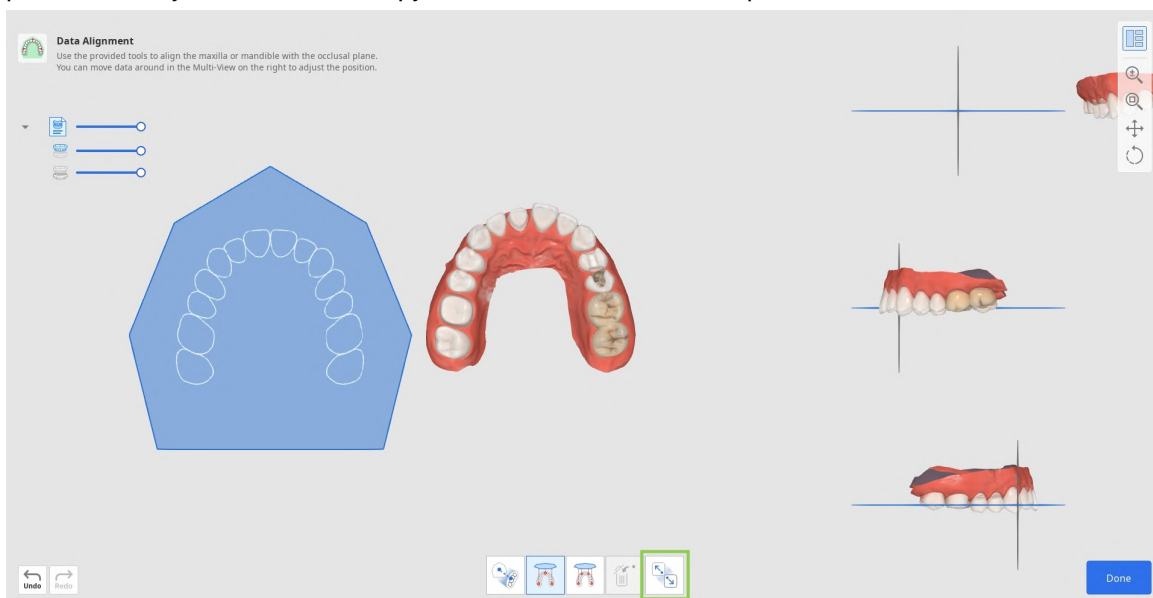 Data Alignment
Use the provided tools to align the maxilla or mandible with the occlusal plane.
You can move data around in the Multi-View on the right to adjust the position.
Undo
Redo
Done